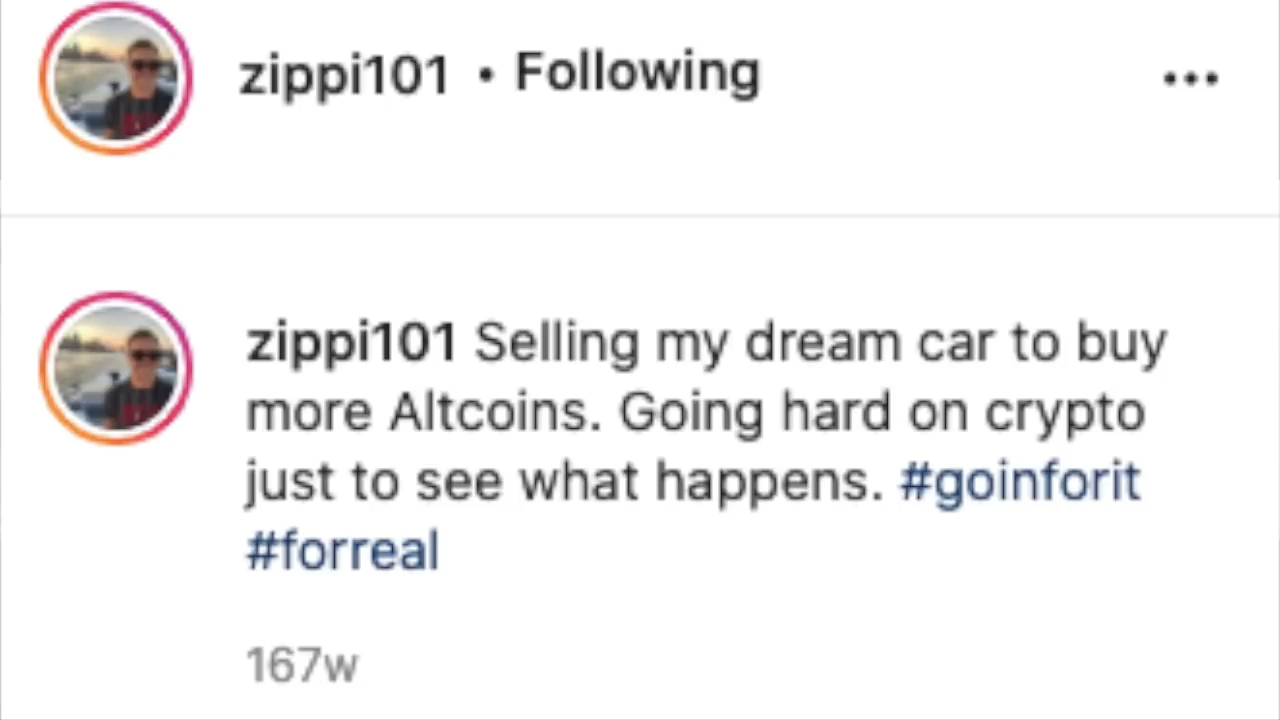 zippi101 • Following
zippi101 Selling my dream car to buy
more Altcoins. Going hard on crypto
just to see what happens. #goinforit
#forreal
167w